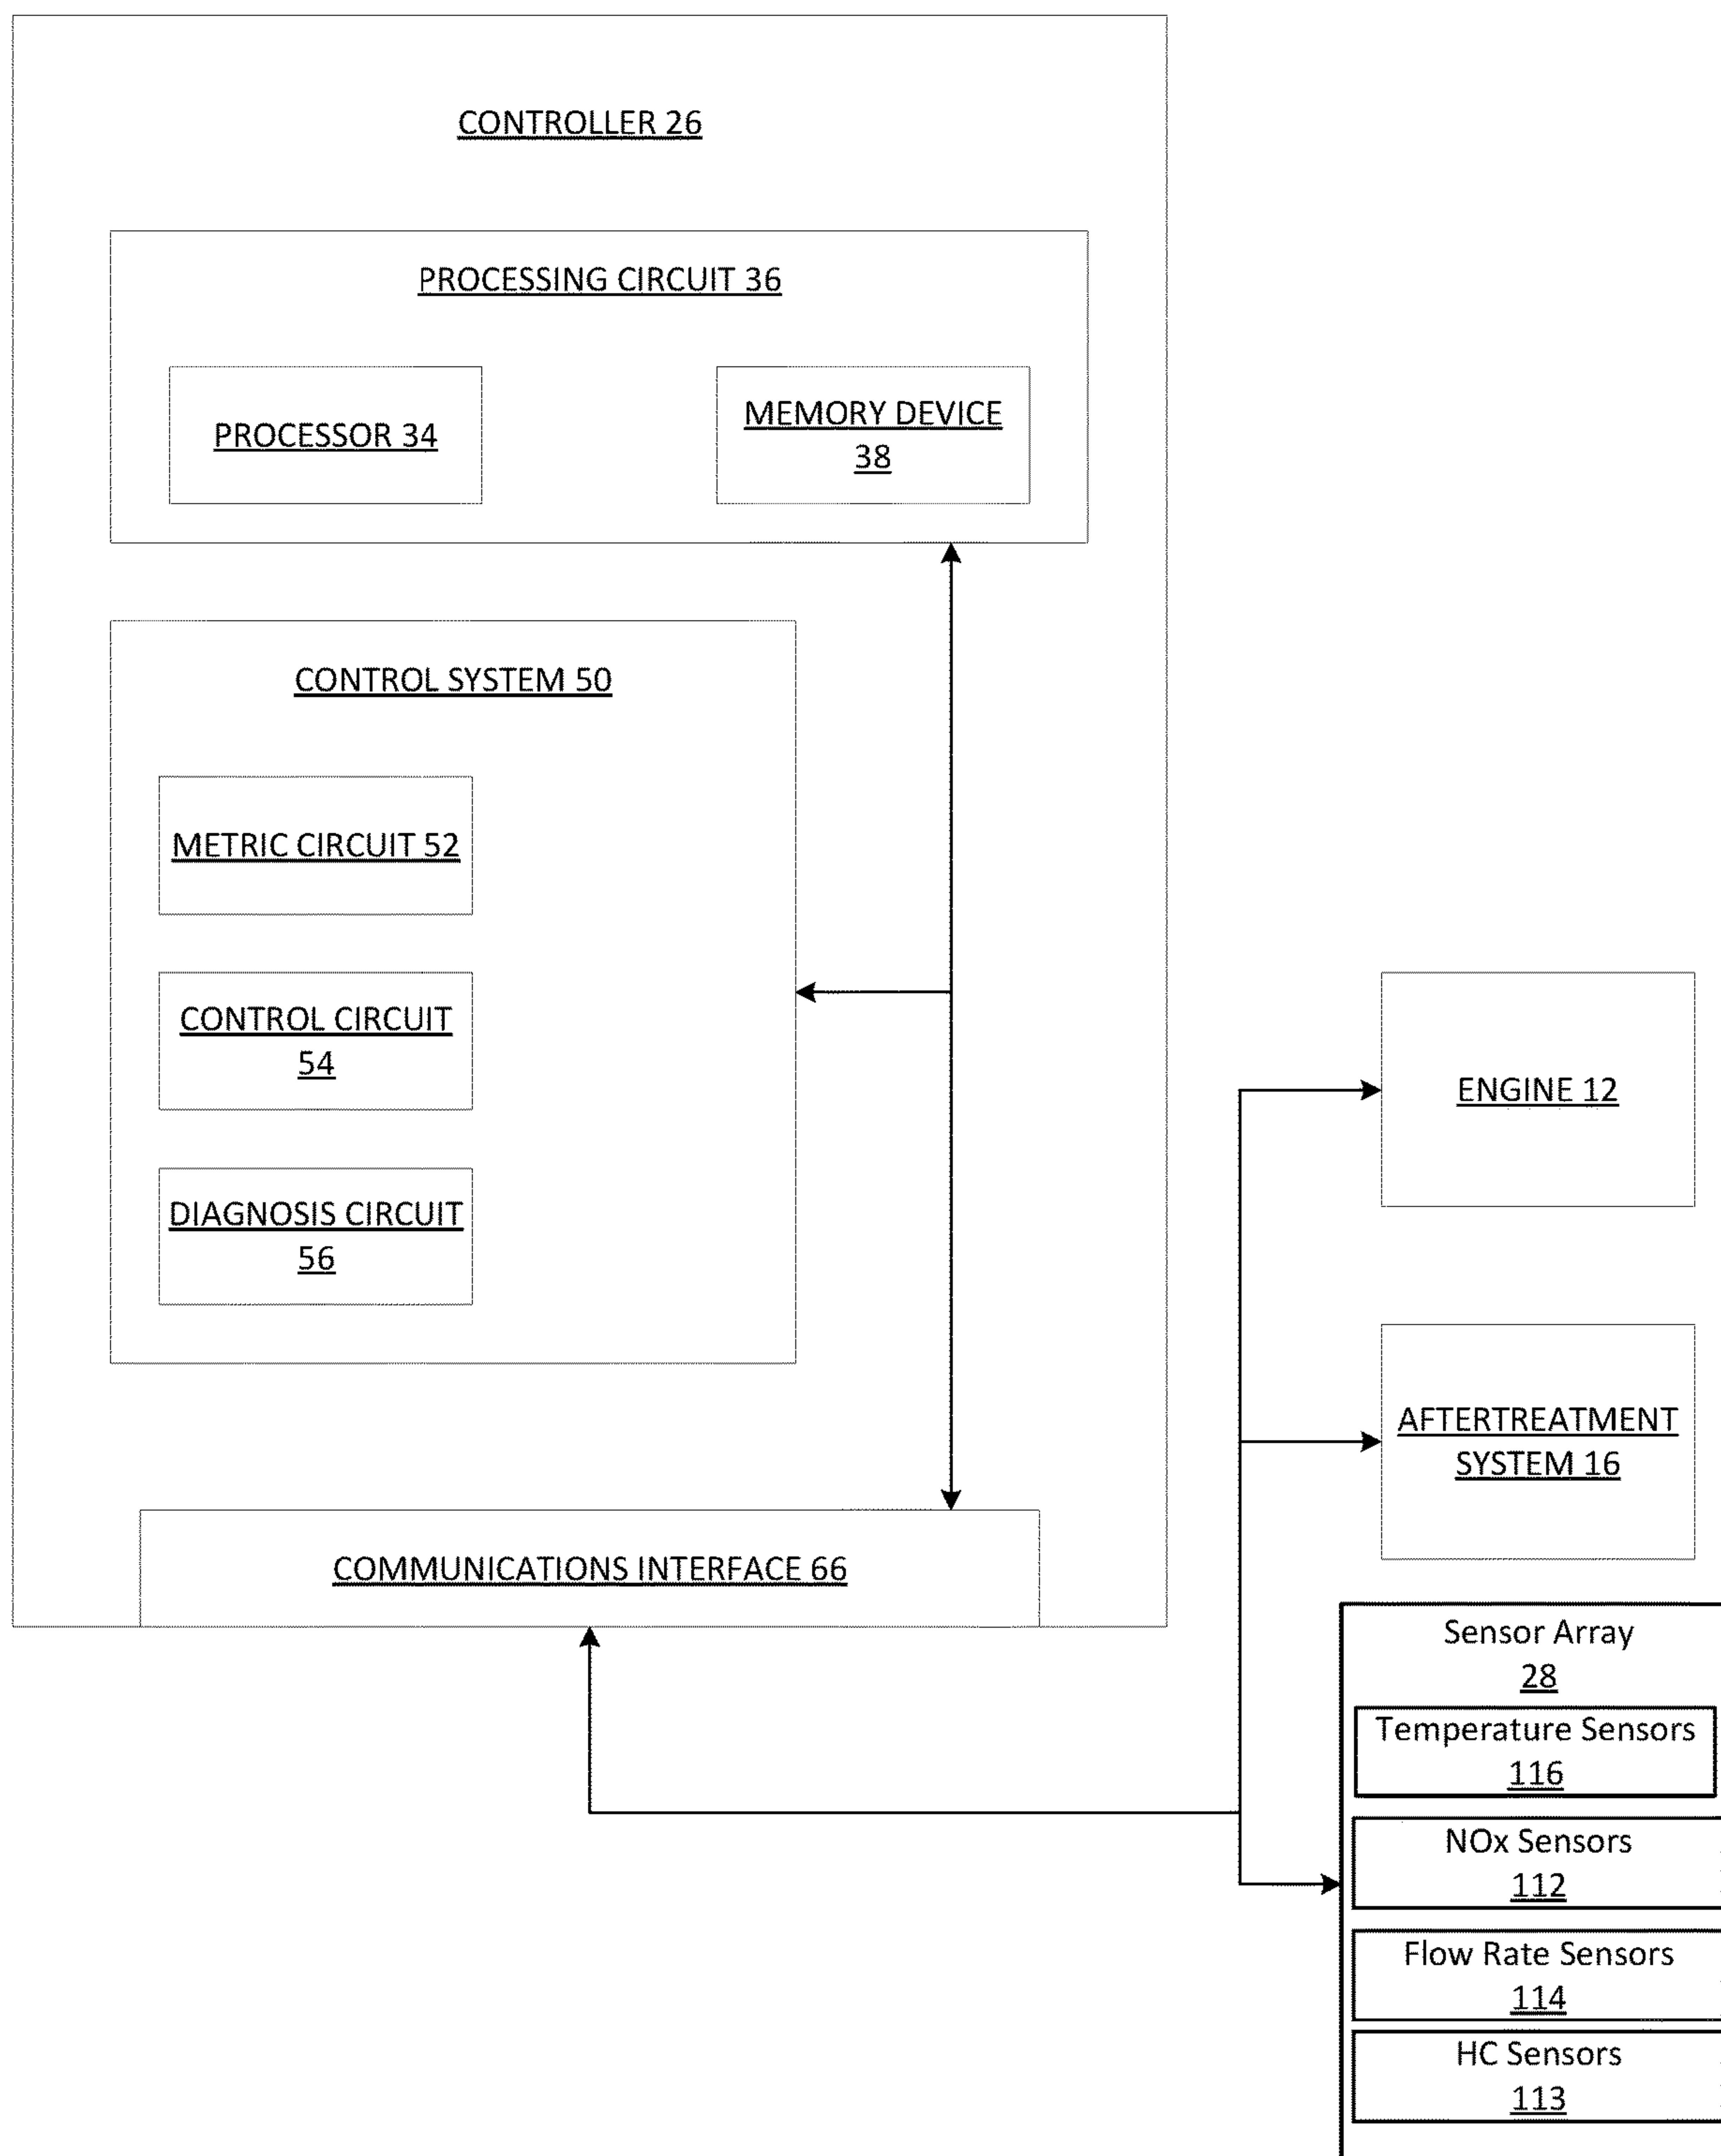 CONTROLLER 26
PROCESSING CIRCUIT 36
PROCESSOR 34
MEMORY DEVICE
38
CONTROL SYSTEM 50
METRIC CIRCUIT 52
CONTROL CIRCUIT
54
DIAGNOSIS CIRCUIT
56
COMMUNICATIONS INTERFACE 66
ENGINE 12
AFTERTREATMENT
SYSTEM 16
Sensor Array
28
Temperature Sensors
116
NOx Sensors
112
Flow Rate Sensors
114
HC Sensors
113